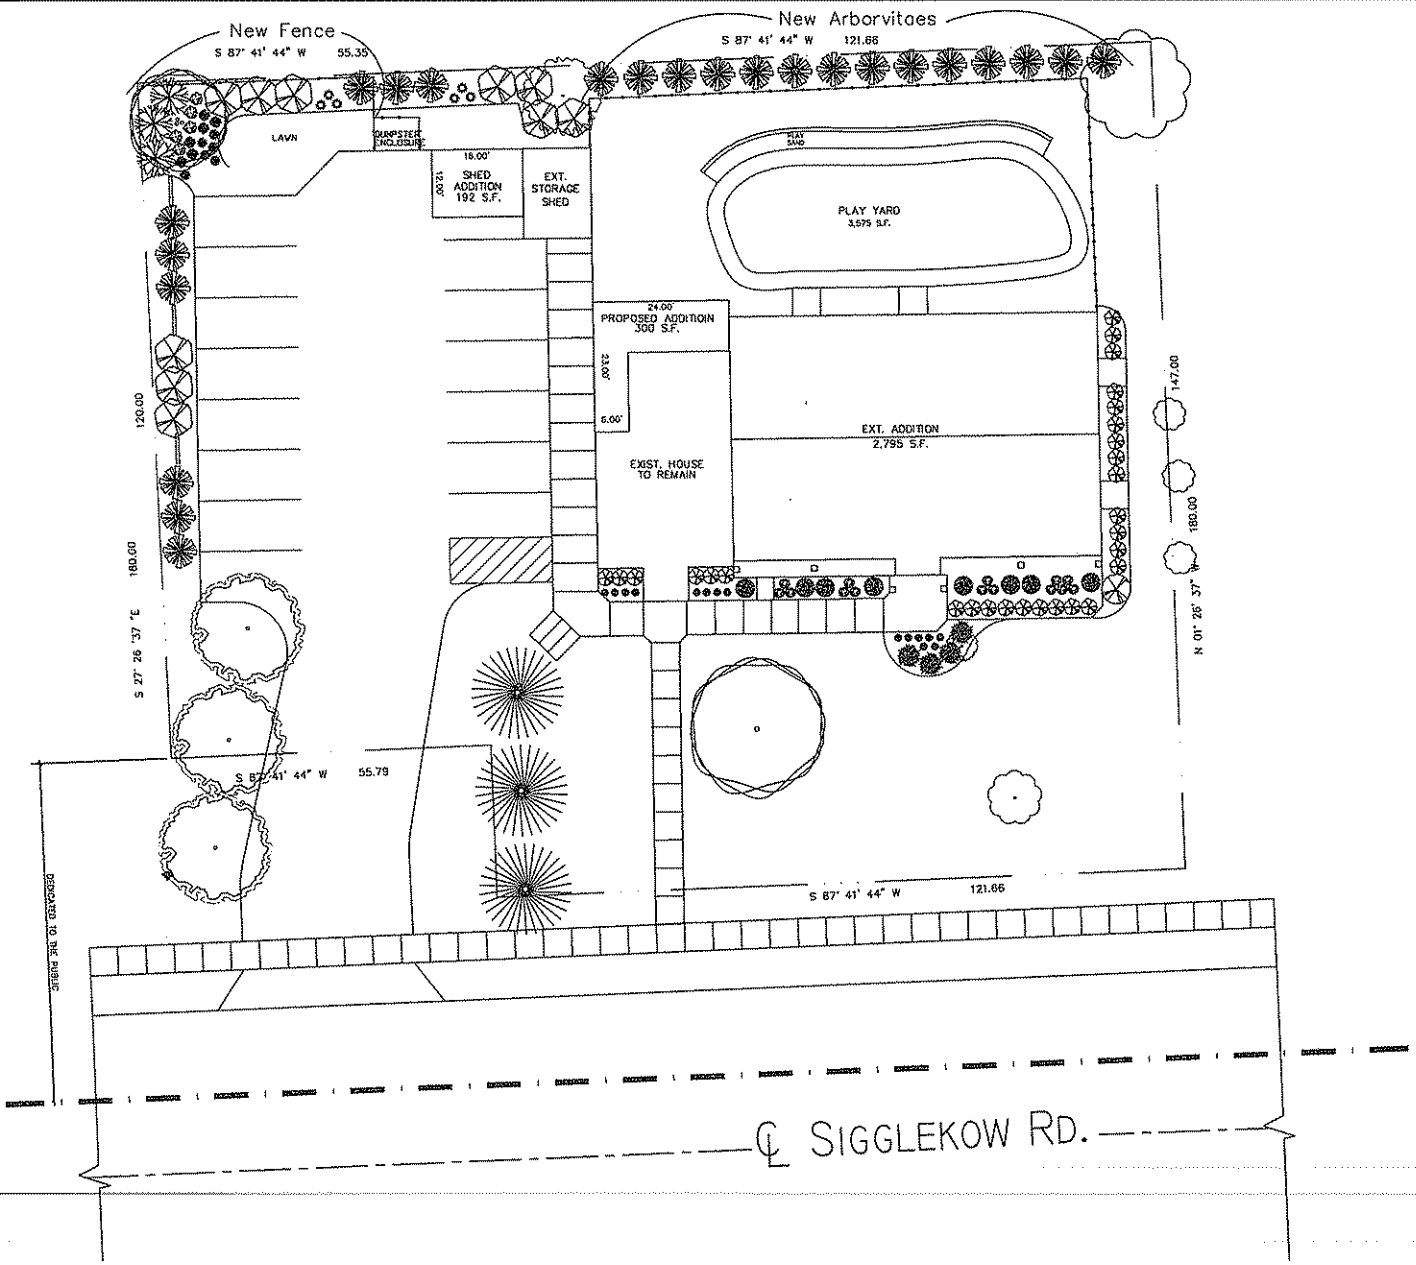 New Fence
S 87° 41' 44" W 55.35
New Arborvitaes
S 87° 41' 44" W 121.66
LAWN
DUMPSTER
ENCLOSURE
16.00'
12.00'
SHED
ADDITION
192 S.F.
EXT.
STORAGE
SHED
PLAY
SAND
PLAY YARD
3,575 S.F.
24.00'
PROPOSED ADDITIOIN
300 S.F.
23.00'
6.00'
EXIST. HOUSE
TO REMAIN
EXT. ADDITION
2,795 S.F.
120.00
180.00
S 27° 26 '37 "E
147.00
180.00
N 01° 26' 37" W
S 87° 41' 44" W 55.79
S 87° 41' 44" W 121.66
DEDICATED TO THE PUBLIC
℄ SIGGLEKOW RD.